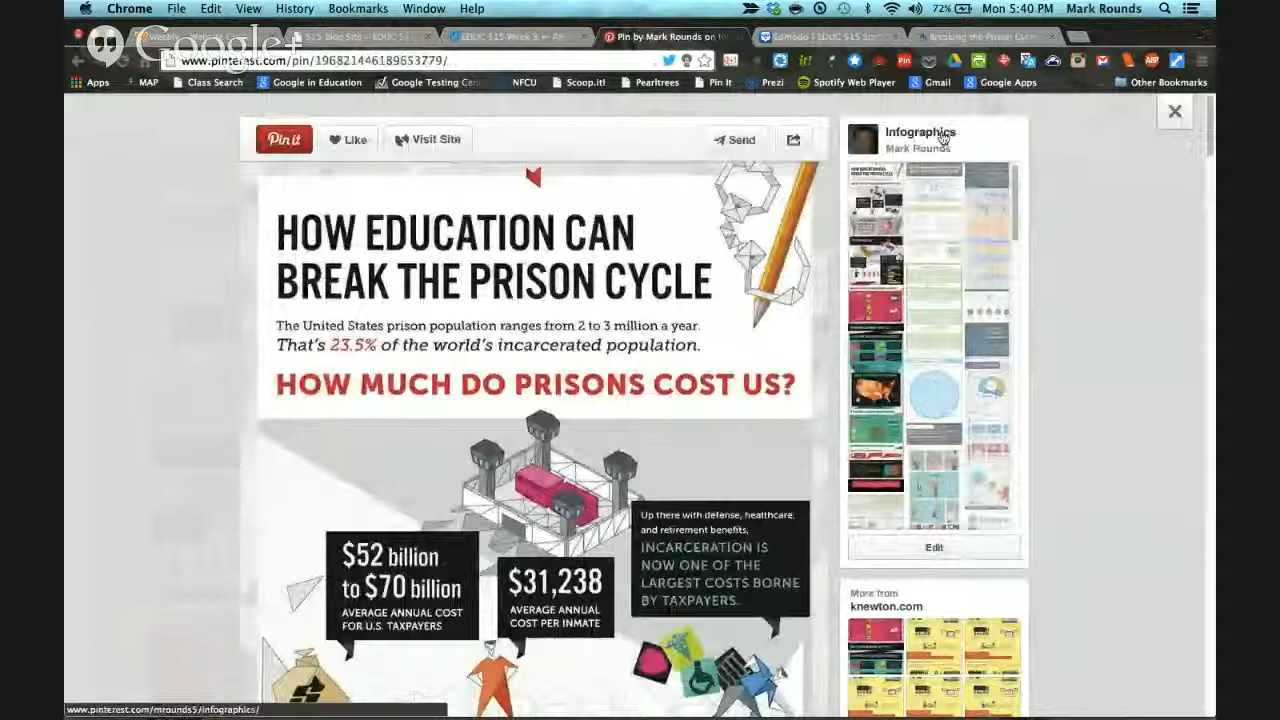 Chrome File Edit View History Bookmarks Window Help
72% Mon 5:40 PM Mark Rounds
Google+
Pin by Mark Rounds on
www.pinterest.com/pin/196821446189653779/
Apps MAP Class Search Google in Education Google Testing Cen NFCU Scoop.it! Pearltrees Pin It Prezi Spotify Web Player Gmail Google Apps Other Bookmarks
Pin it Like Visit Site Send
Infographics
Mark Rounds
HOW EDUCATION CAN
BREAK THE PRISON CYCLE
The United States prison population ranges from 2 to 3 million a year.
That's 23.5% of the world's incarcerated population.
HOW MUCH DO PRISONS COST US?
$52 billion
to $70 billion
AVERAGE ANNUAL COST
FOR U.S. TAXPAYERS
$31,238
AVERAGE ANNUAL
COST PER INMATE
Up there with defense, healthcare,
and retirement benefits,
INCARCERATION IS
NOW ONE OF THE
LARGEST COSTS BORNE
BY TAXPAYERS.
Edit
More from
knewton.com
www.pinterest.com/mrounds5/infographics/